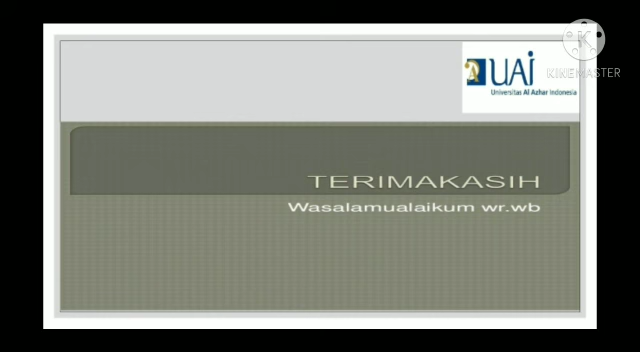 UAI
Universitas Al Azhar Indonesia
K
KINEMASTER
TERIMAKASIH
Wasalamualaikum wr.wb